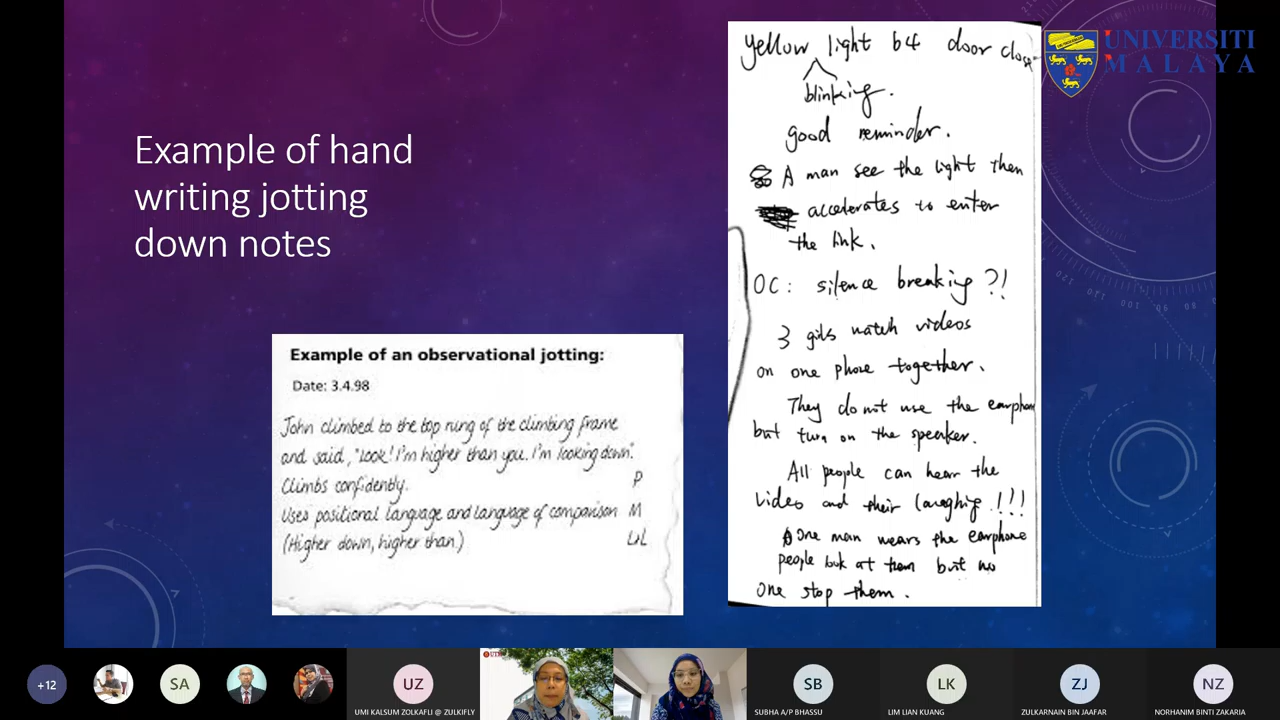 Example of hand
writing jotting
down notes
Example of an observational jotting:
Date: 3.4.98
John climbed to the top rung of the climbing frame
and said, "Look! I'm higher than you. I'm looking down".
Climbs confidently. P
Uses positional language and language of comparison M
(Higher down, higher than.) L+L
yellow light b4 door close
blinking.
good reminder.
A man see the light then
accelerates to enter
the link.
OC: silence breaking ?!
3 gils watch videos
on one phone together.
They do not use the earphone
but turn on the speaker.
All people can hear the
video and their laughing !!!
One man wears the earphone
people look at them but no
one stop them.
UNIVERSITI
MALAYA
+12
SA
UZ
UMI KALSUM ZOLKAFLI @ ZULKIFLY
SB
SUBHA A/P BHASSU
LK
LIM LIAN KUANG
ZJ
ZULKARNAIN BIN JAAFAR
NZ
NORHANIM BINTI ZAKARIA